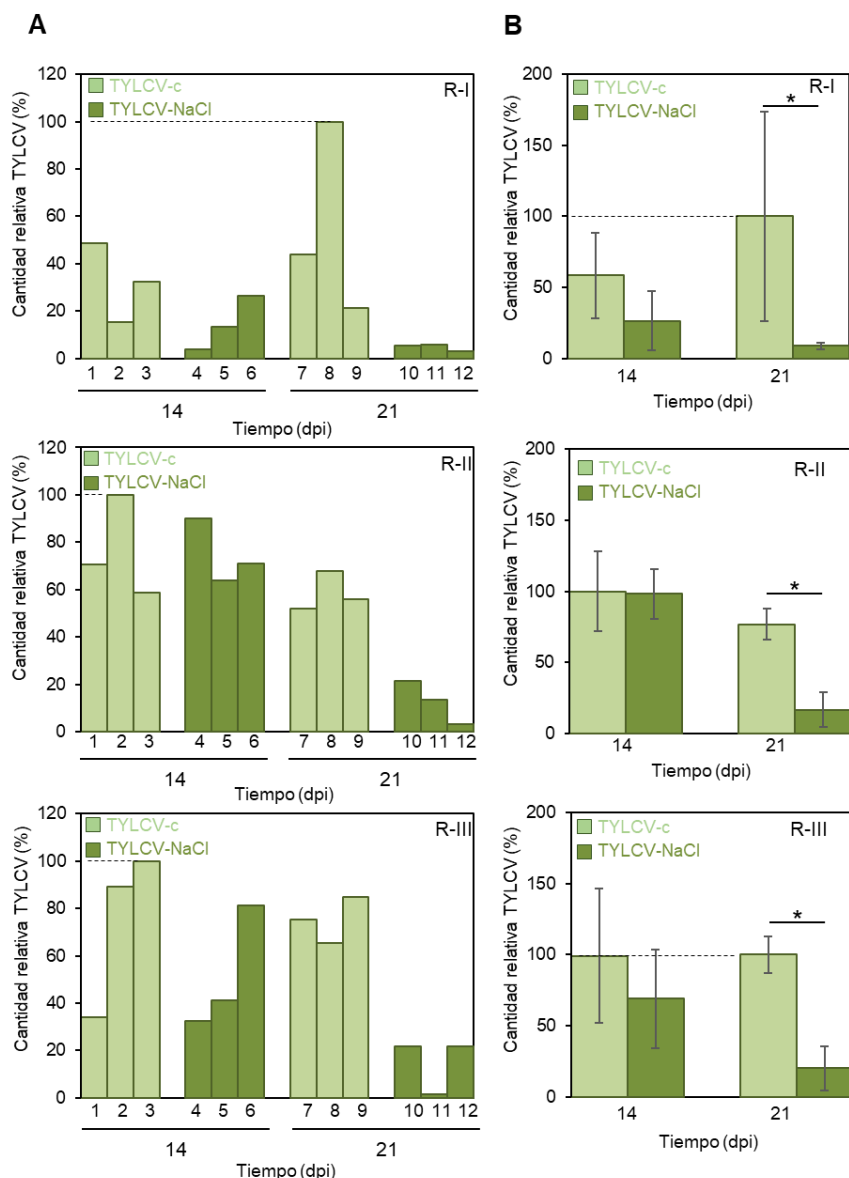 A
Cantidad relativa TYLCV (%)
120
100
80
60
40
20
0
TYLCV-c
TYLCV-NaCl
R-I
1 2 3 4 5 6 7 8 9 10 11 12
14 21
Tiempo (dpi)
Cantidad relativa TYLCV (%)
120
100
80
60
40
20
0
TYLCV-c
TYLCV-NaCl
R-II
1 2 3 4 5 6 7 8 9 10 11 12
14 21
Tiempo (dpi)
Cantidad relativa TYLCV (%)
120
100
80
60
40
20
0
TYLCV-c
TYLCV-NaCl
R-III
1 2 3 4 5 6 7 8 9 10 11 12
14 21
Tiempo (dpi)
B
Cantidad relativa TYLCV (%)
200
150
100
50
0
TYLCV-c
TYLCV-NaCl
R-I
*
14 21
Tiempo (dpi)
Cantidad relativa TYLCV (%)
200
150
100
50
0
TYLCV-c
TYLCV-NaCl
R-II
*
14 21
Tiempo (dpi)
Cantidad relativa TYLCV (%)
200
150
100
50
0
TYLCV-c
TYLCV-NaCl
R-III
*
14 21
Tiempo (dpi)